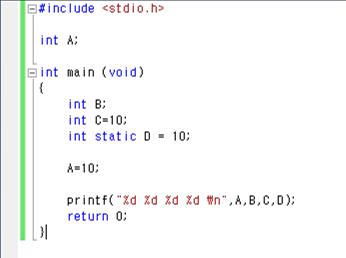 #include <stdio.h>
int A;
int main (void)
{
int B;
int C=10;
int static D = 10;
A=10;
printf("%d %d %d %d ₩n",A,B,C,D);
return 0;
}